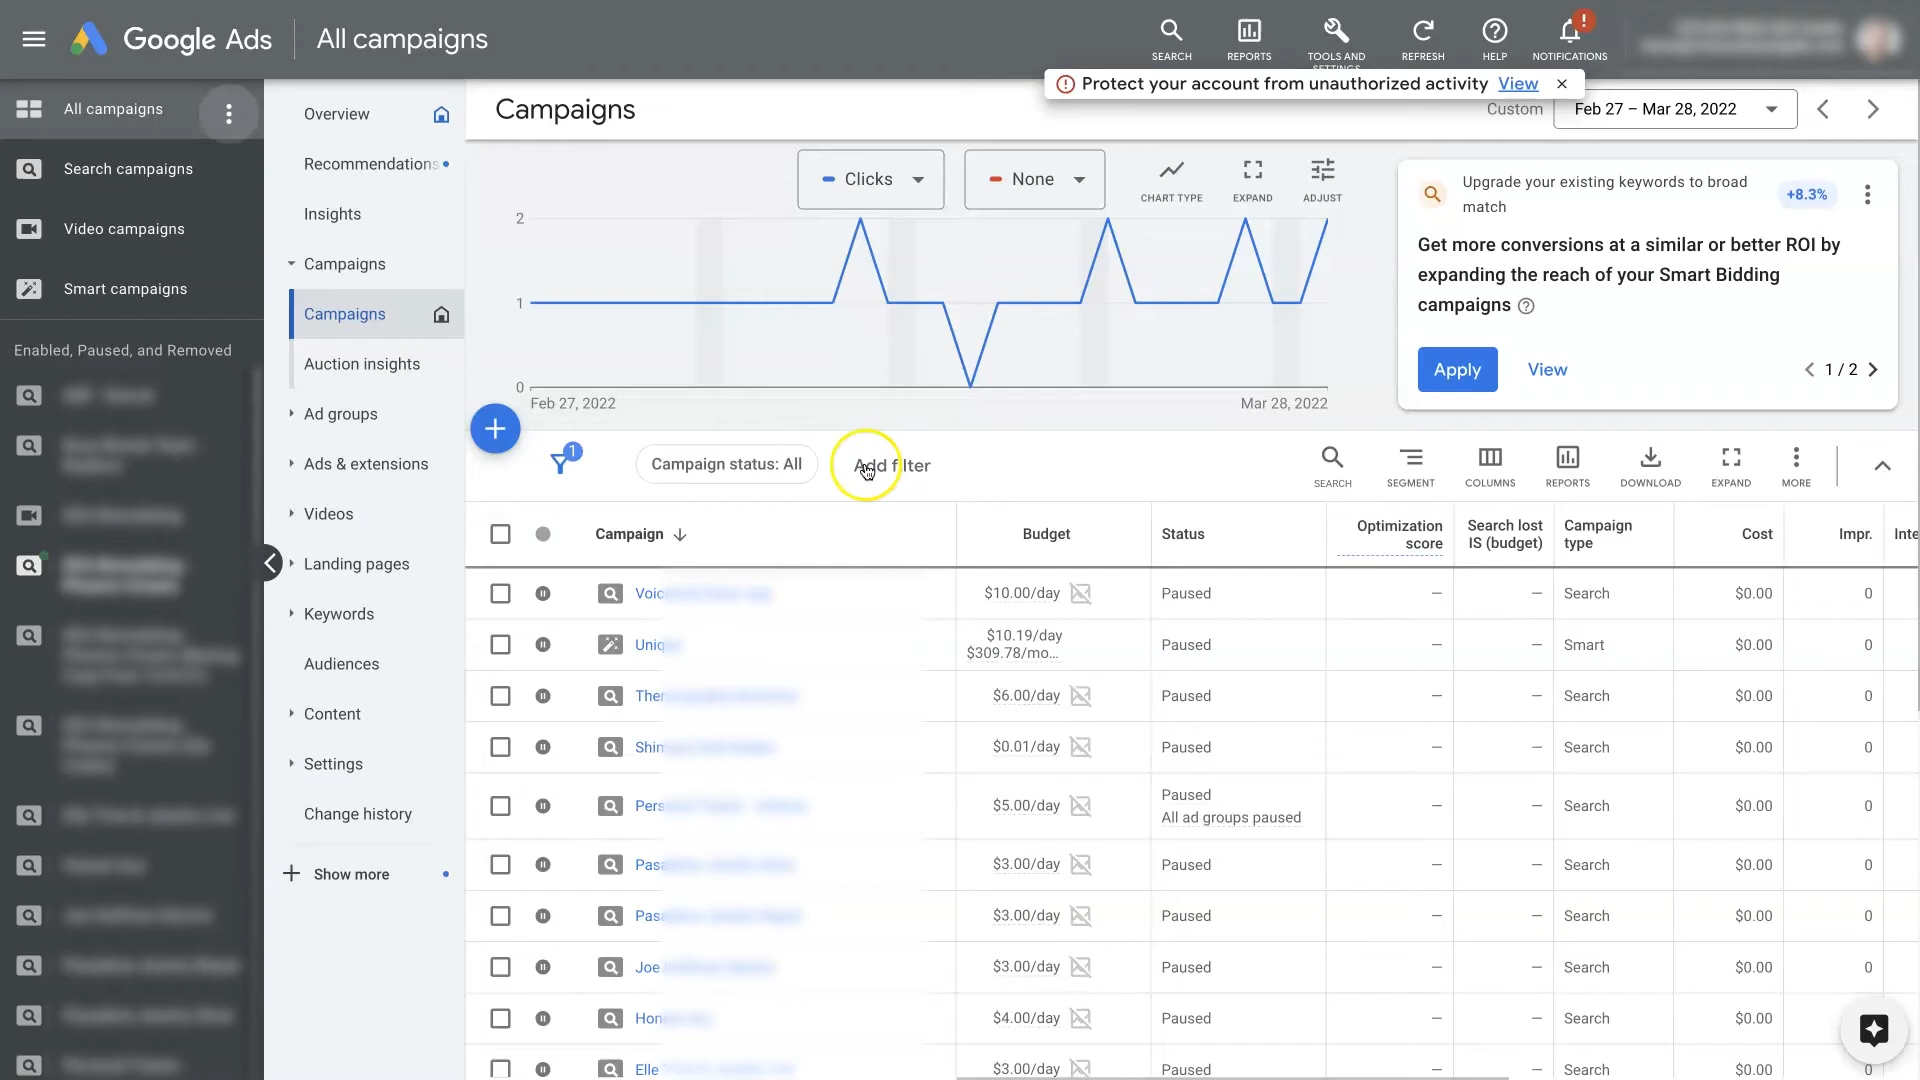 Google Ads
All campaigns
SEARCH
REPORTS
TOOLS AND
SETTINGS
REFRESH
HELP
NOTIFICATIONS
Protect your account from unauthorized activity View
All campaigns
Search campaigns
Video campaigns
Smart campaigns
Enabled, Paused, and Removed
Overview
Recommendations
Insights
Campaigns
Campaigns
Auction insights
Ad groups
Ads & extensions
Videos
Landing pages
Keywords
Audiences
Content
Settings
Change history
Show more
Campaigns
Custom
Feb 27 – Mar 28, 2022
Clicks
None
CHART TYPE
EXPAND
ADJUST
2
1
0
Feb 27, 2022
Mar 28, 2022
Upgrade your existing keywords to broad
match
+8.3%
Get more conversions at a similar or better ROI by
expanding the reach of your Smart Bidding
campaigns
Apply
View
1 / 2
1
Campaign status: All
Add filter
SEARCH
SEGMENT
COLUMNS
REPORTS
DOWNLOAD
EXPAND
MORE
Campaign Budget Status Optimization score Search lost IS (budget) Campaign type Cost Impr. Inte
Voic $10.00/day Paused — — Search $0.00 0
Uniq $10.19/day $309.78/mo... Paused — — Smart $0.00 0
Ther $6.00/day Paused — — Search $0.00 0
Shim $0.01/day Paused — — Search $0.00 0
Pers $5.00/day Paused All ad groups paused — — Search $0.00 0
Pasa $3.00/day Paused — — Search $0.00 0
Pasa $3.00/day Paused — — Search $0.00 0
Joe $3.00/day Paused — — Search $0.00 0
Hon $4.00/day Paused — — Search $0.00 0
Elle $3.00/day Paused — — Search $0.00 0